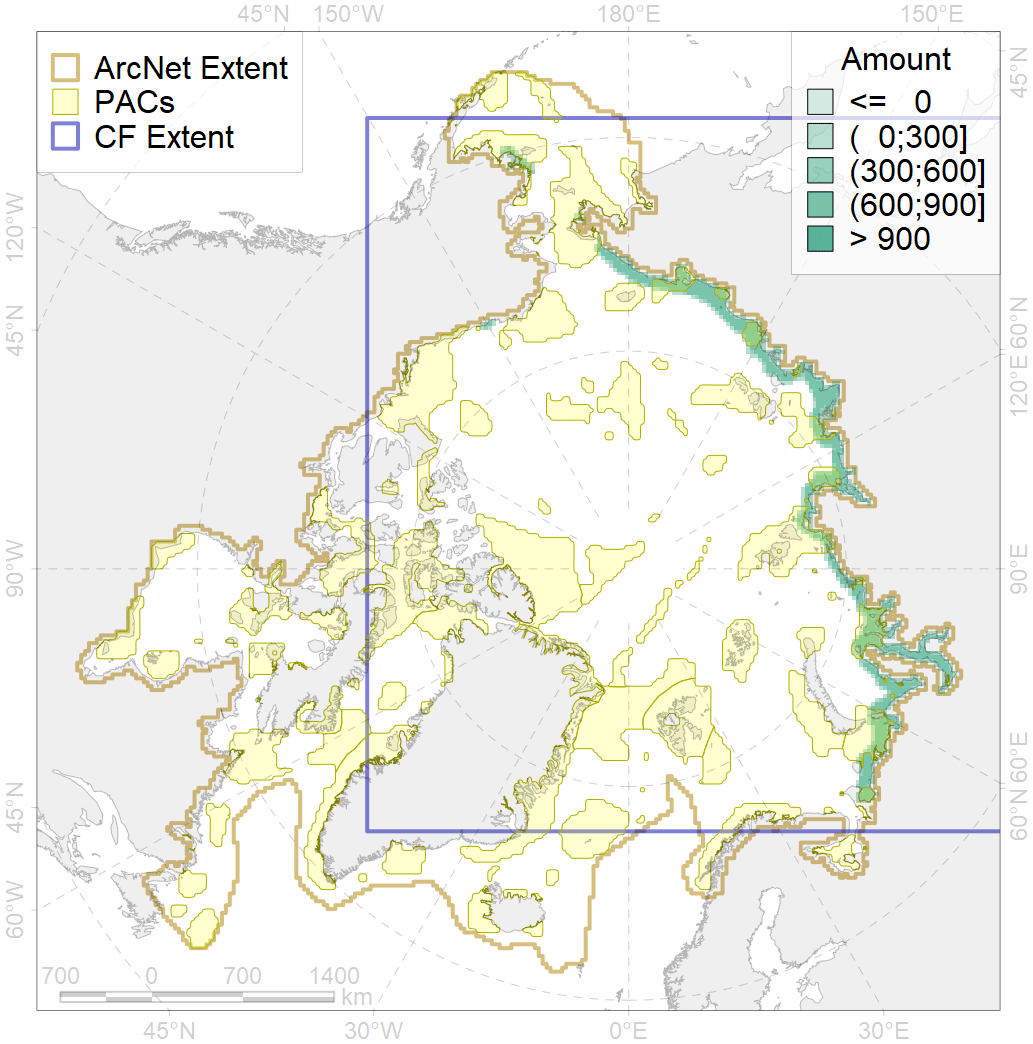 45°N 150°W 180°E 150°E
ArcNet Extent
PACs
CF Extent
Amount
<= 0
( 0;300]
(300;600]
(600;900]
> 900
45°N
60°N
120°E
90°E
60°E
60°N
120°W
45°N
90°W
45°N
60°W
700 0 700 1400
km
45°N 30°W 0°E 30°E